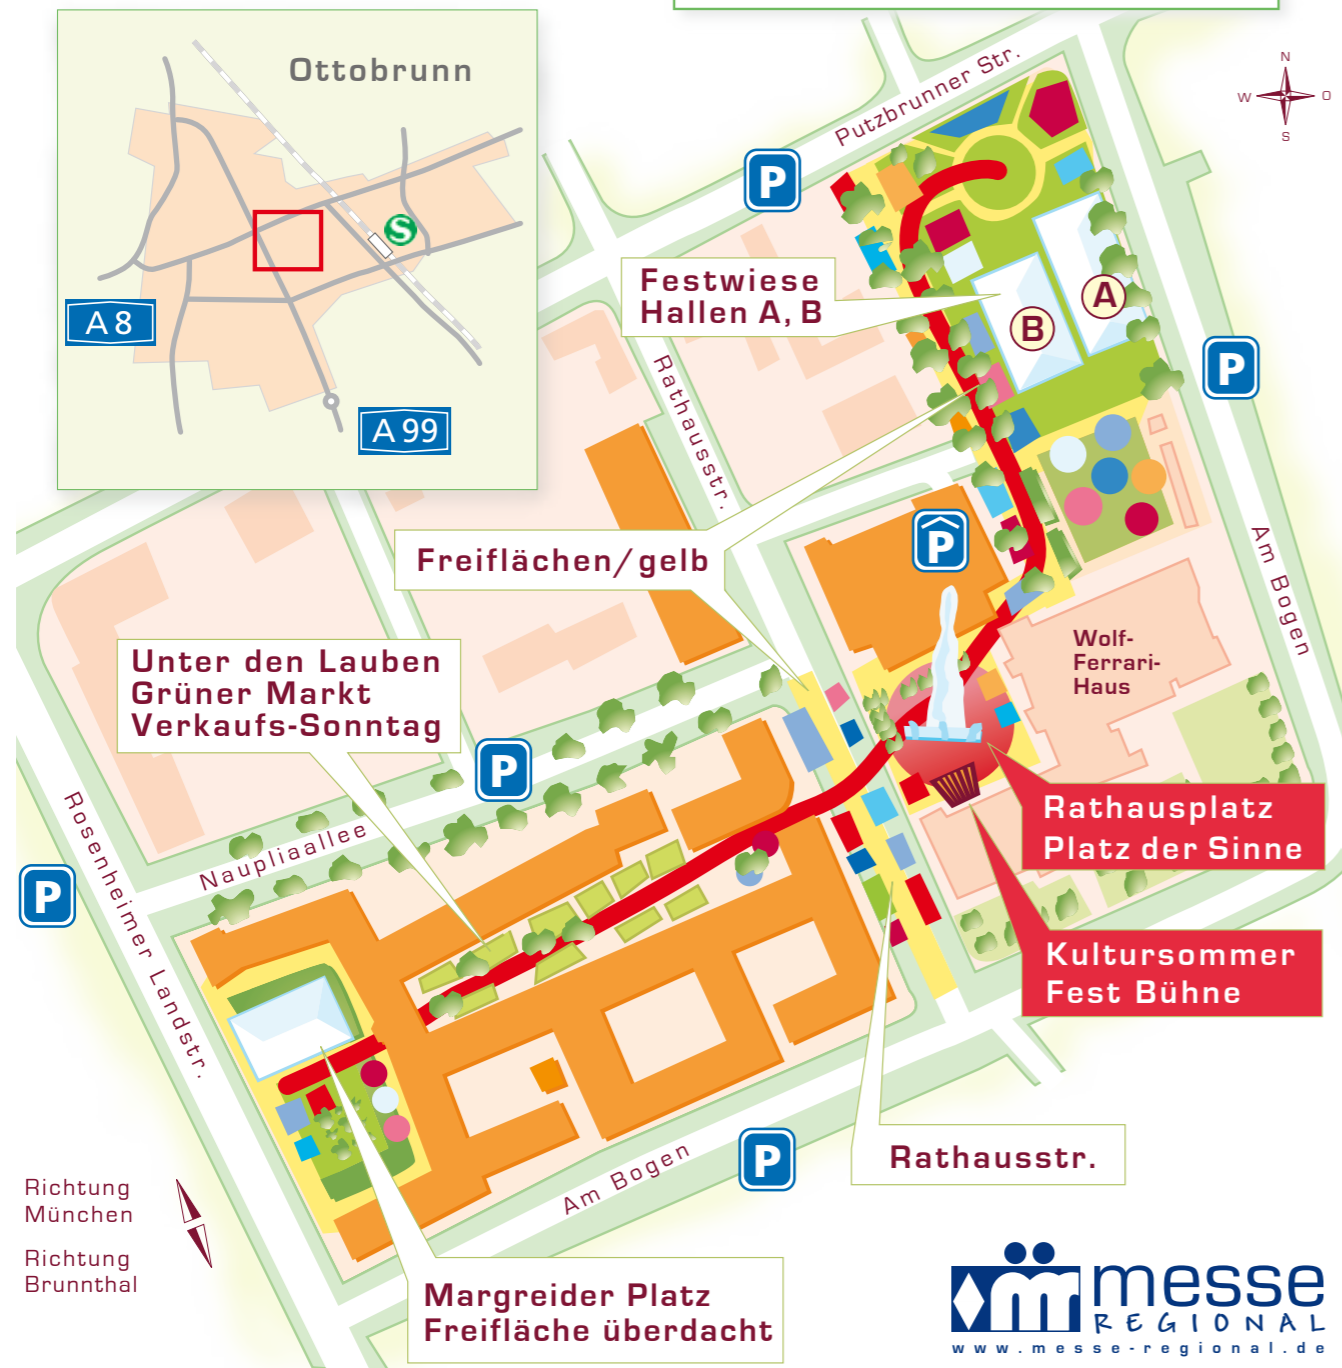 Ottobrunn
S
A 8
A 99
Putzbrunner Str.
N
W
O
S
P
Festwiese
Hallen A, B
A
B
P
Rathausstr.
Freiflächen/gelb
P
Am Bogen
Wolf-
Ferrari-
Haus
Unter den Lauben
Grüner Markt
Verkaufs-Sonntag
P
Naupliaallee
Rosenheimer Landstr.
P
Rathausplatz
Platz der Sinne
Kultursommer
Fest Bühne
Rathausstr.
P
Am Bogen
Richtung
München
Richtung
Brunnthal
Margreider Platz
Freifläche überdacht
m messe
REGIONAL
www.messe-regional.de